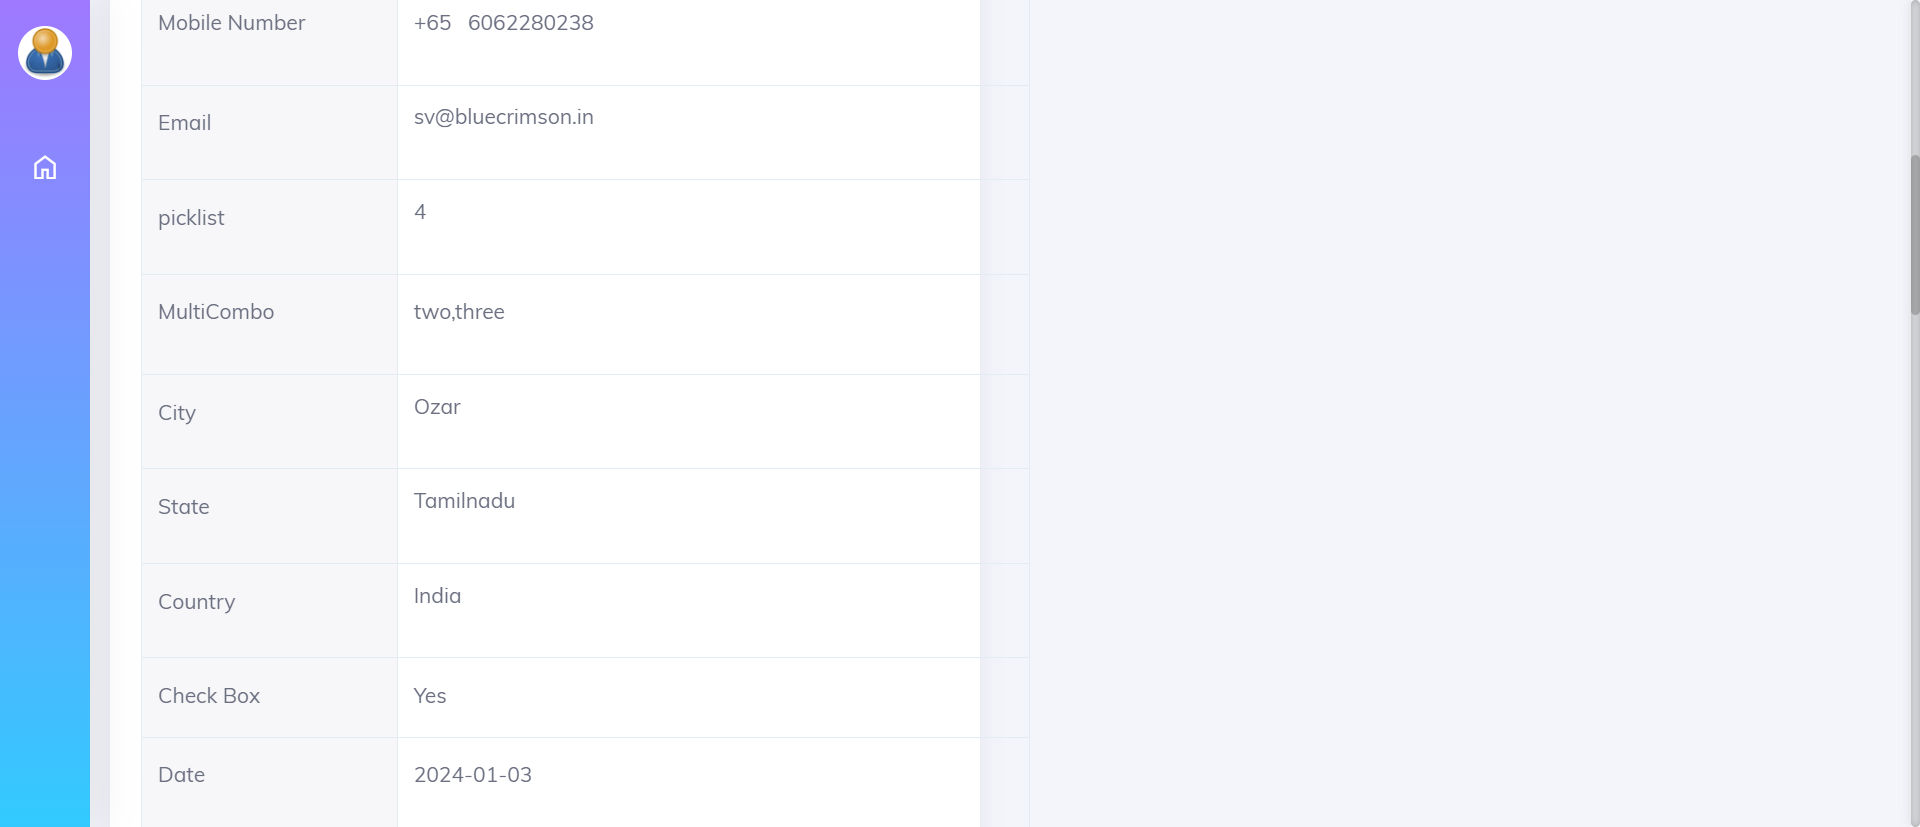 Mobile Number +65 6062280238
Email sv@bluecrimson.in
picklist 4
MultiCombo two,three
City Ozar
State Tamilnadu
Country India
Check Box Yes
Date 2024-01-03